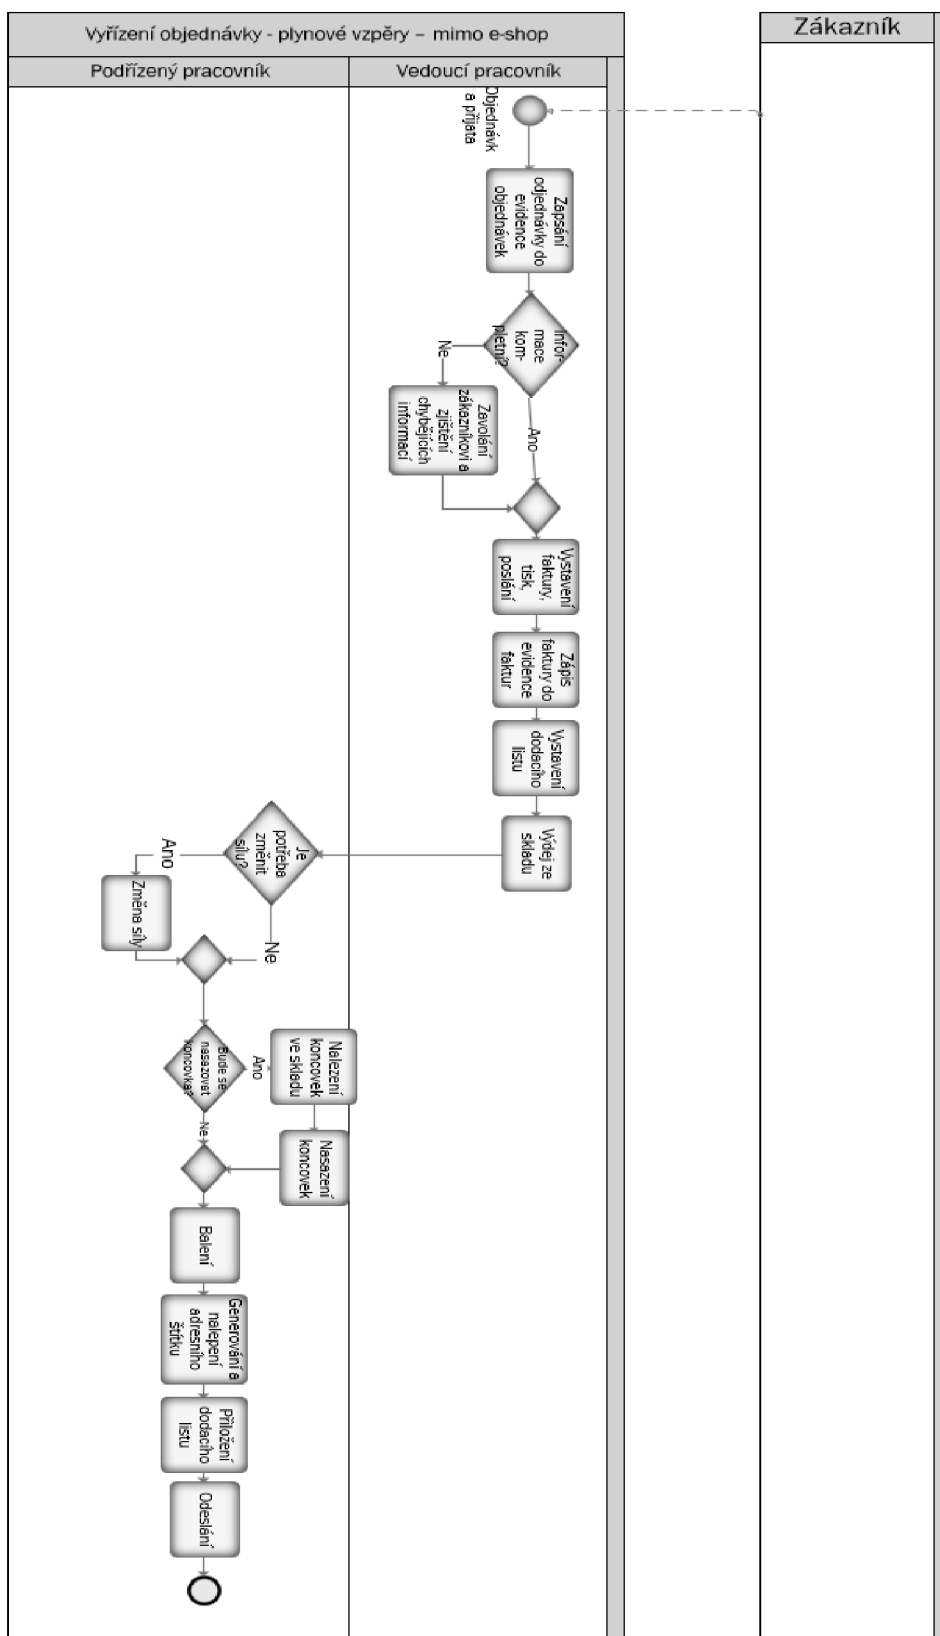 Vyřízení objednávky - plynové vzpěry – mimo e-shop
Zákazník
Podřízený pracovník
Vedoucí pracovník
Objednávk
a přijata
Zapsání
odjednávky do
evidence
objednávek
Infor-
mace
kom-
pletní?
Ne
Ano
Zavolání
zákazníkovi a
zjištění
chybějících
informací
Vystavení
faktury,
tisk,
poslání
Zápis
faktury do
evidence
faktur
Vystavení
dodacího
listu
Výdej ze
skladu
Je
potřeba
změnit
sílu?
Ano
Ne
Změna síly
Bude se
nasazovat
koncovka?
Ano
Ne
Nalezení
koncovek
ve skladu
Nasazení
koncovek
Balení
Generování a
nalepení
adresního
štítku
Přiložení
dodacího
listu
Odeslání